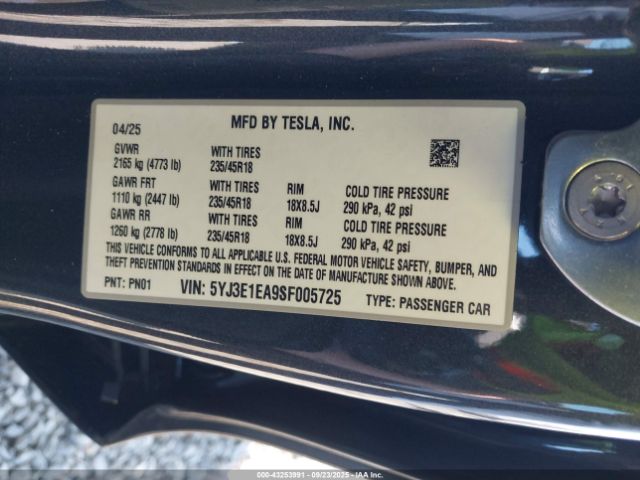 04/25 MFD BY TESLA, INC.
GVWR WITH TIRES
2165 kg (4773 lb) 235/45R18
GAWR FRT WITH TIRES RIM COLD TIRE PRESSURE
1110 kg (2447 lb) 235/45R18 18X8.5J 290 kPa, 42 psi
GAWR RR WITH TIRES RIM COLD TIRE PRESSURE
1260 kg (2778 lb) 235/45R18 18X8.5J 290 kPa, 42 psi
THIS VEHICLE CONFORMS TO ALL APPLICABLE U.S. FEDERAL MOTOR VEHICLE SAFETY, BUMPER, AND
THEFT PREVENTION STANDARDS IN EFFECT ON THE DATE OF MANUFACTURE SHOWN ABOVE.
PNT: PN01 VIN: 5YJ3E1EA9SF005725 TYPE: PASSENGER CAR
000-43253991 - 09/23/2025 - IAA Inc.